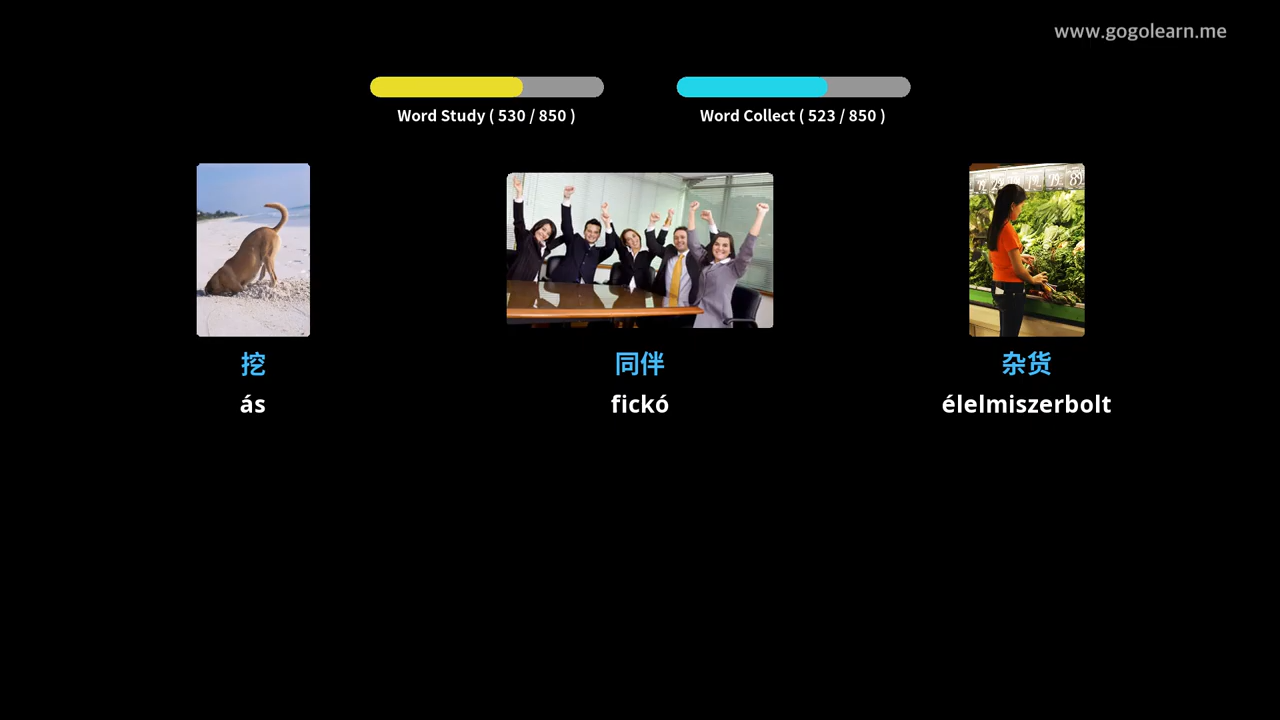 www.gogolearn.me
Word Study ( 530 / 850 )
Word Collect ( 523 / 850 )
挖
同伴
杂货
ás
fickó
élelmiszerbolt